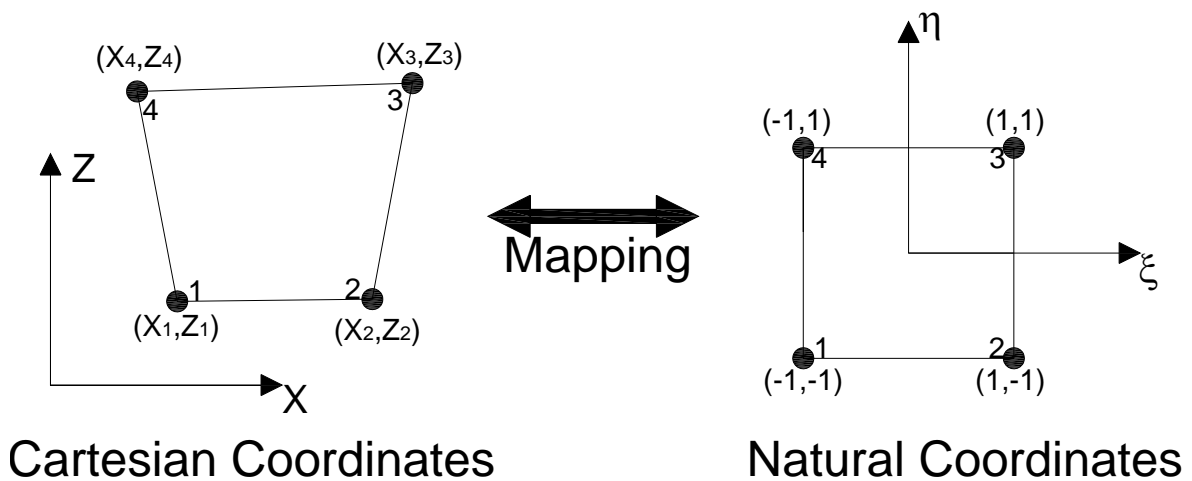 (X4,Z4)
(X3,Z3)
4
3
Z
1
2
(X1,Z1)
(X2,Z2)
X
Cartesian Coordinates
Mapping
η
(-1,1)
(1,1)
4
3
ξ
1
2
(-1,-1)
(1,-1)
Natural Coordinates